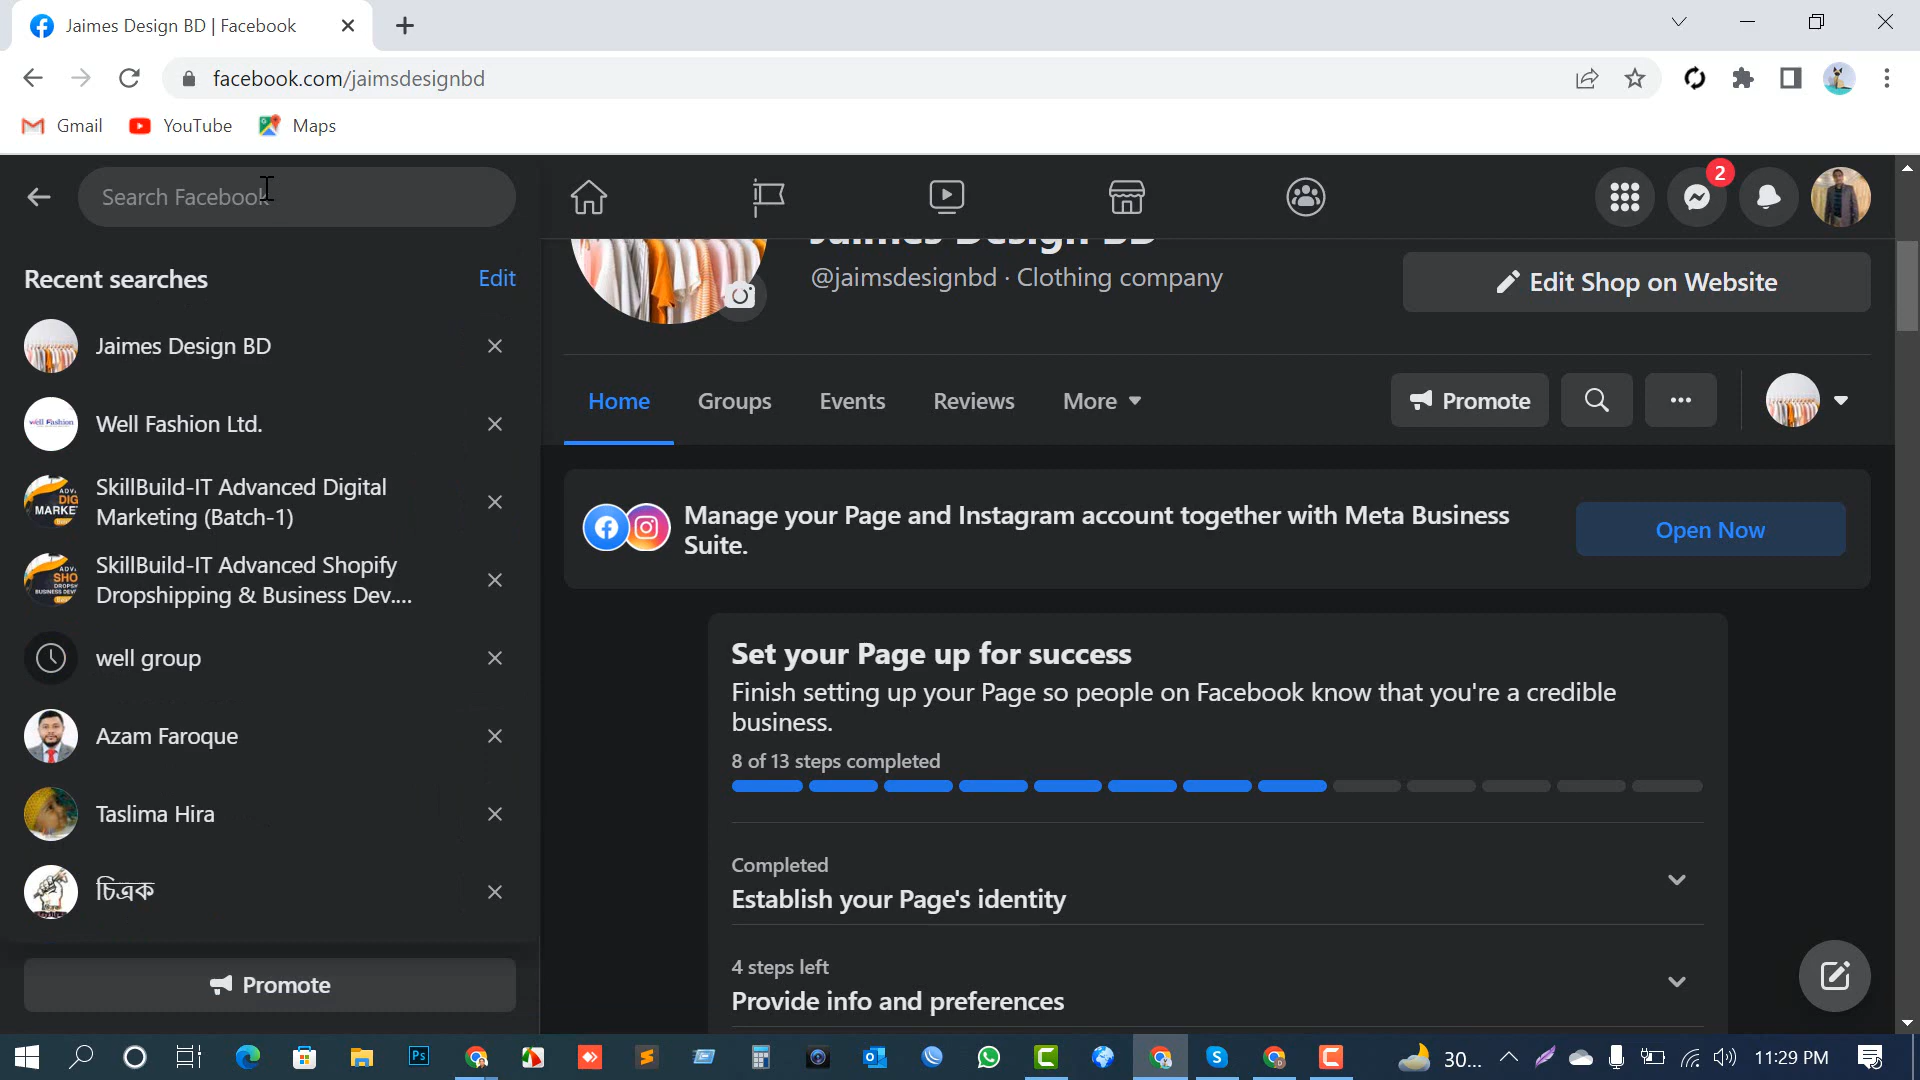 Jaimes Design BD | Facebook
facebook.com/jaimsdesignbd
Gmail
YouTube
Maps
Search Facebook
2
Recent searches
Edit
Jaimes Design BD
Well Fashion Ltd.
SkillBuild-IT Advanced Digital
Marketing (Batch-1)
SkillBuild-IT Advanced Shopify
Dropshipping & Business Dev....
well group
Azam Faroque
Taslima Hira
চিত্রক
Promote
Jaimes Design BD
@jaimsdesignbd · Clothing company
Edit Shop on Website
Home
Groups
Events
Reviews
More
Promote
Manage your Page and Instagram account together with Meta Business
Suite.
Open Now
Set your Page up for success
Finish setting up your Page so people on Facebook know that you're a credible
business.
8 of 13 steps completed
Completed
Establish your Page's identity
4 steps left
Provide info and preferences
Ps
30...
11:29 PM